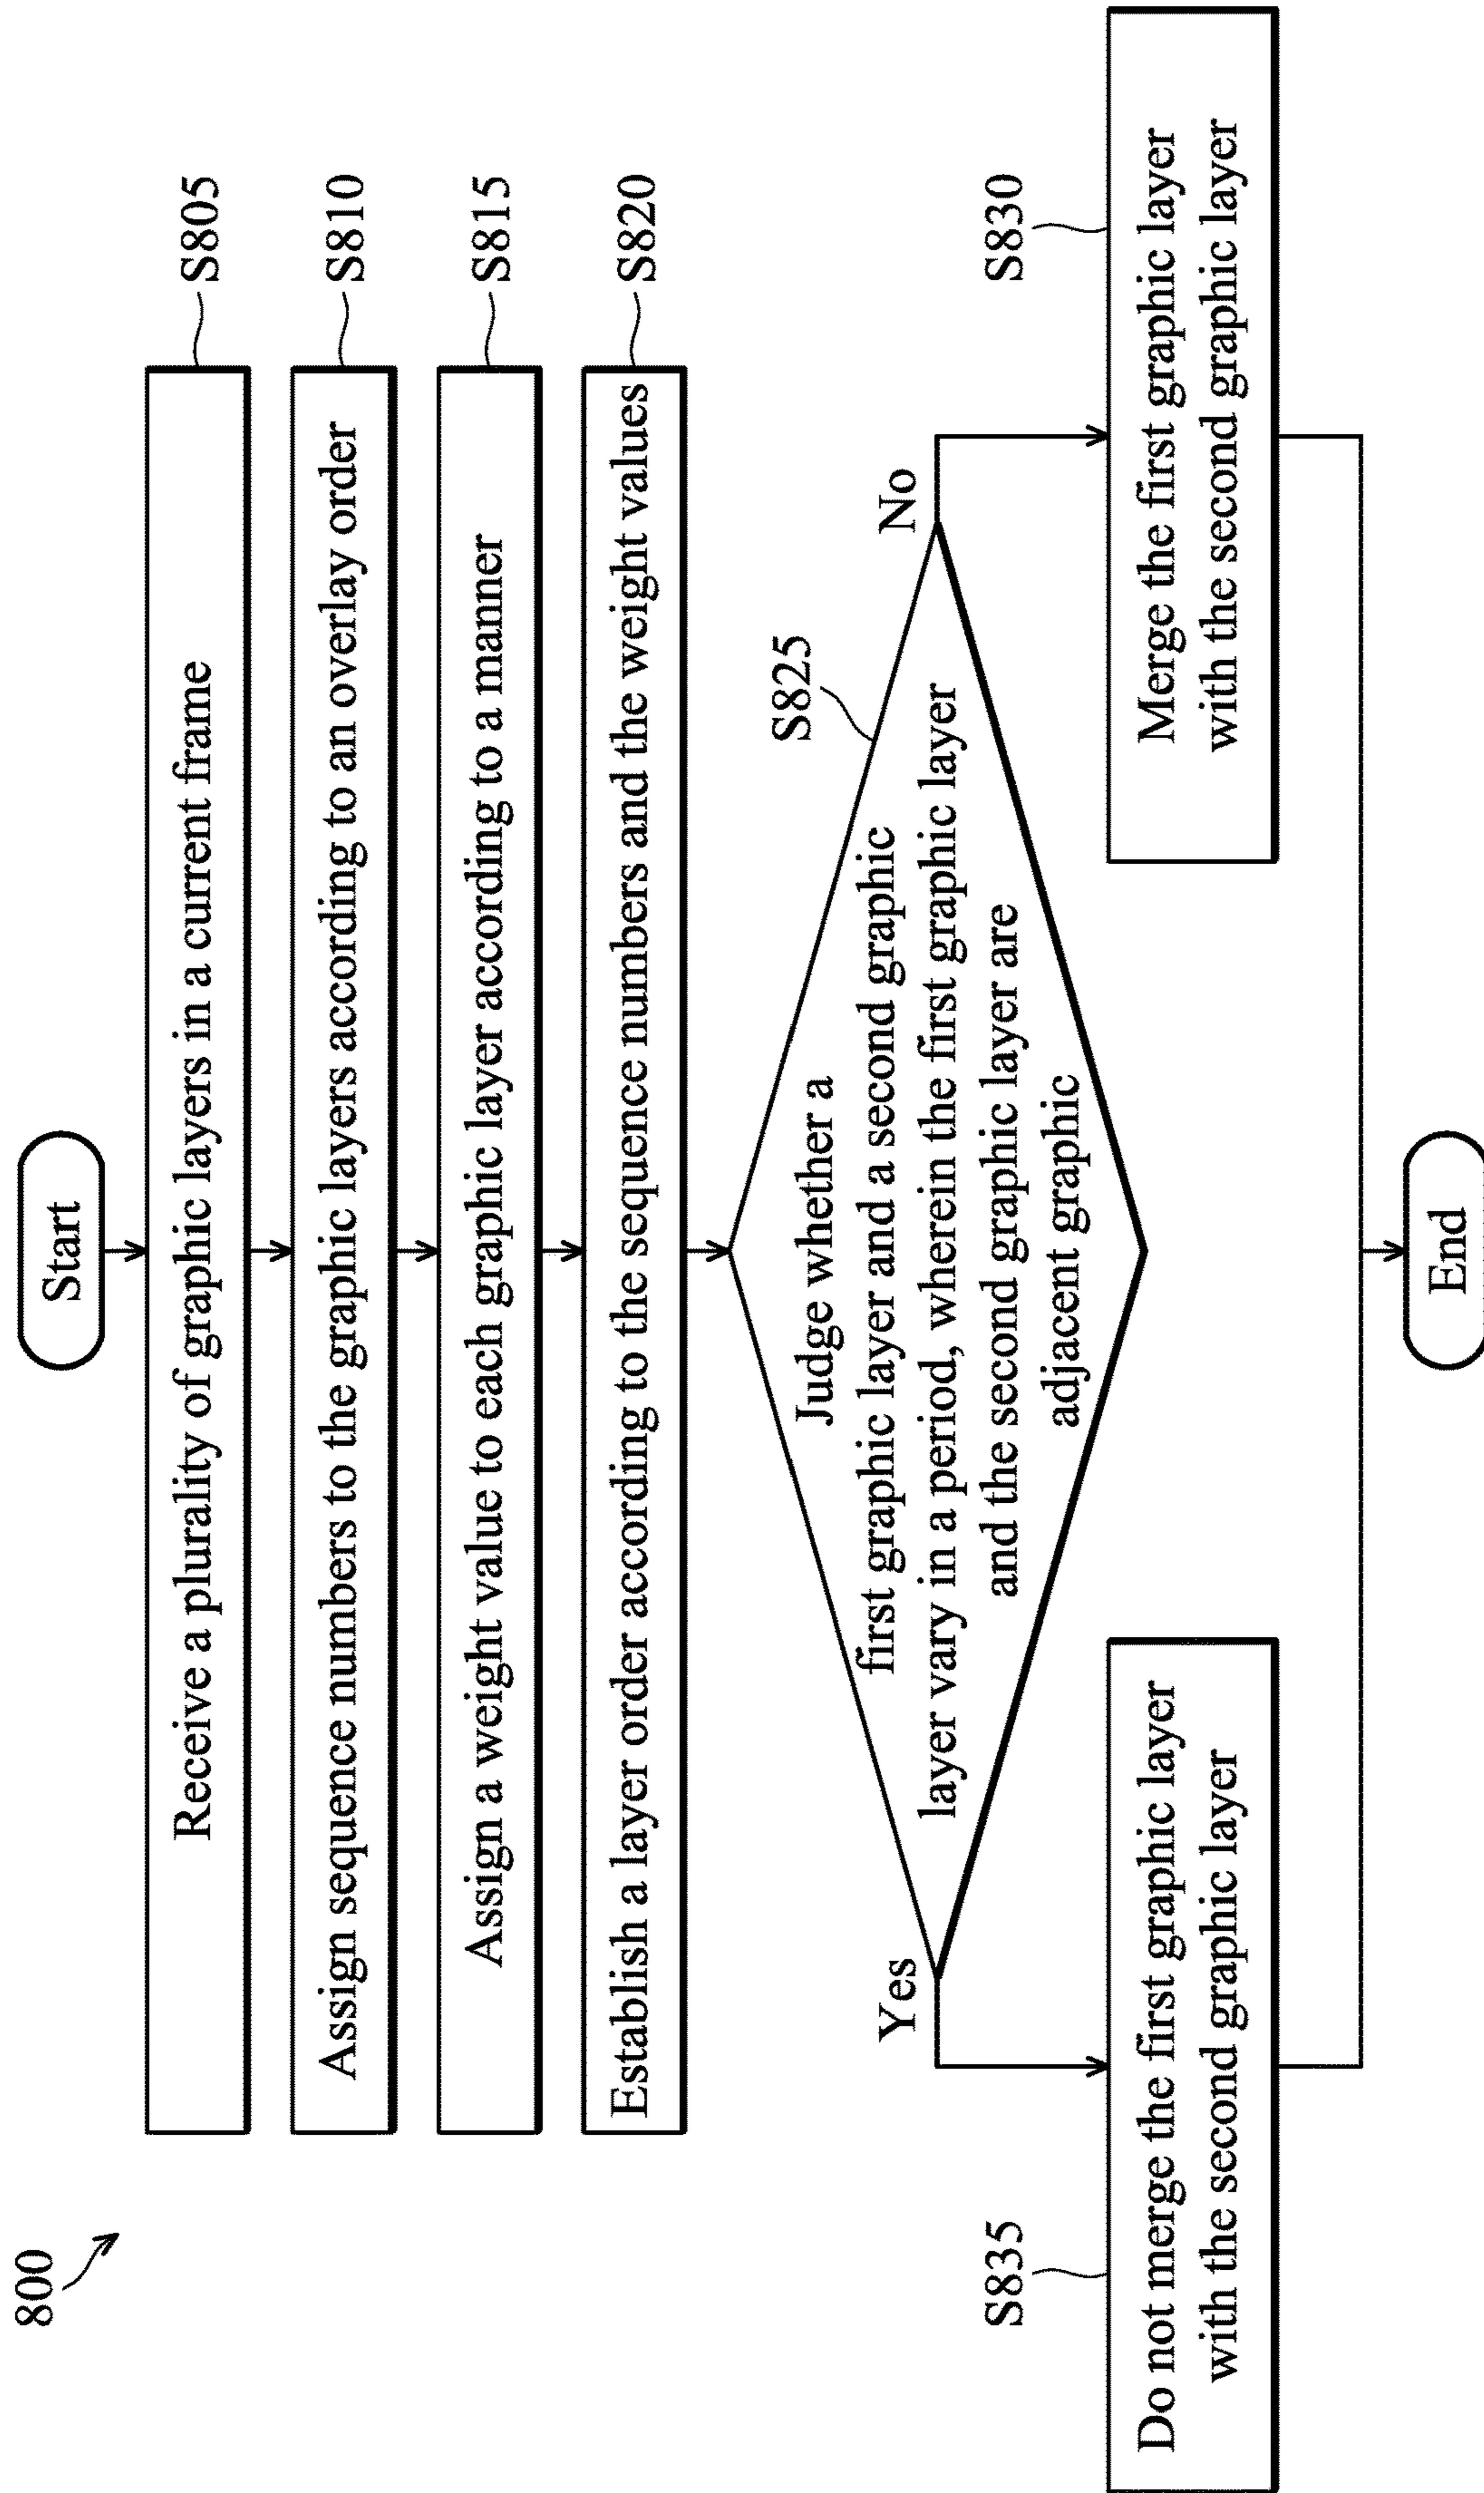 800
Start
Receive a plurality of graphic layers in a current frame
S805
Assign sequence numbers to the graphic layers according to an overlay order
S810
Assign a weight value to each graphic layer according to a manner
S815
Establish a layer order according to the sequence numbers and the weight values
S820
S825
Judge whether a
first graphic layer and a second graphic
layer vary in a period, wherein the first graphic layer
and the second graphic layer are
adjacent graphic
Yes
No
S835
Do not merge the first graphic layer
with the second graphic layer
S830
Merge the first graphic layer
with the second graphic layer
End